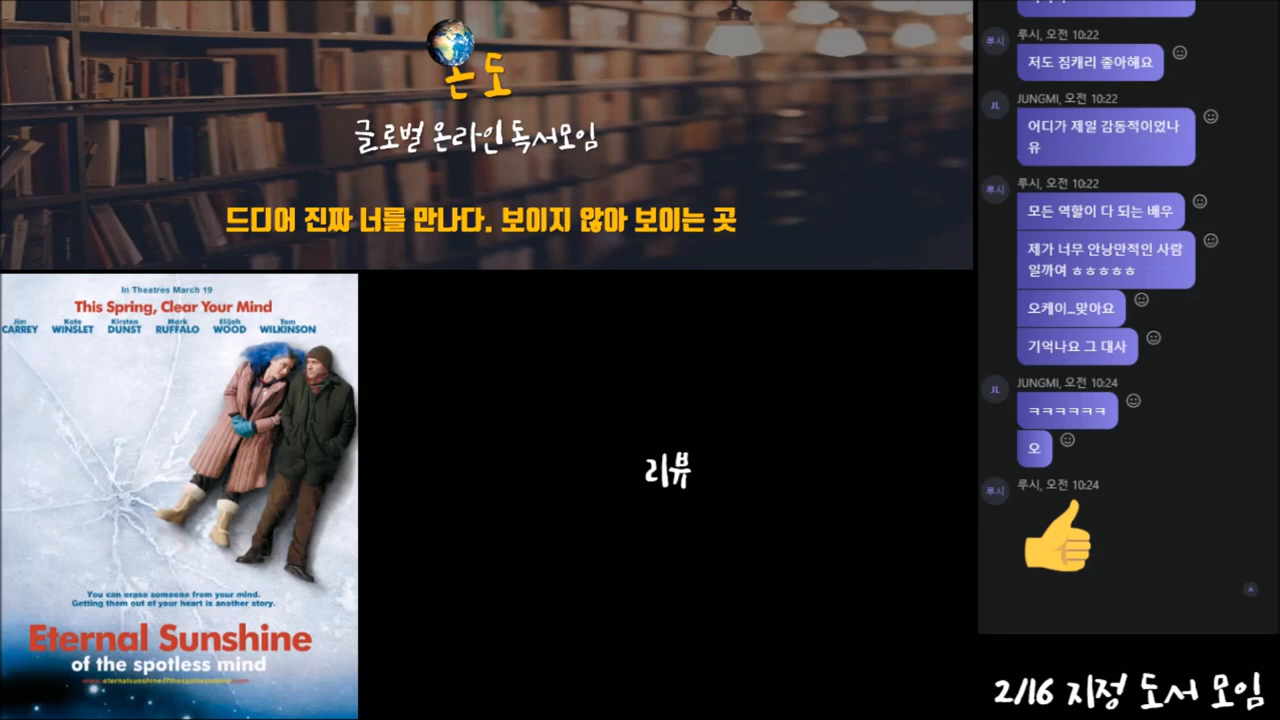 온도
글로벌 온라인 독서모임
드디어 진짜 너를 만나다. 보이지 않아 보이는 곳
In Theatres March 19
This Spring, Clear Your Mind
Jim Kate Kirsten Mark Elijah Tom
CARREY WINSLET DUNST RUFFALO WOOD WILKINSON
You can erase someone from your mind.
Getting them out of your heart is another story.
Eternal Sunshine
of the spotless mind
리뷰
루시, 오전 10:22
루시
저도 짐캐리 좋아해요
JUNGMI, 오전 10:22
JL
어디가 제일 감동적이었나
유
루시, 오전 10:22
루시
모든 역할이 다 되는 배우
제가 너무 안낭만적인 사람
일까여 ㅎㅎㅎㅎㅎ
오케이...맞아요
기억나요 그 대사
JUNGMI, 오전 10:24
JL
ㅋㅋㅋㅋㅋㅋ
오
루시, 오전 10:24
루시
2/16 지정 도서 모임